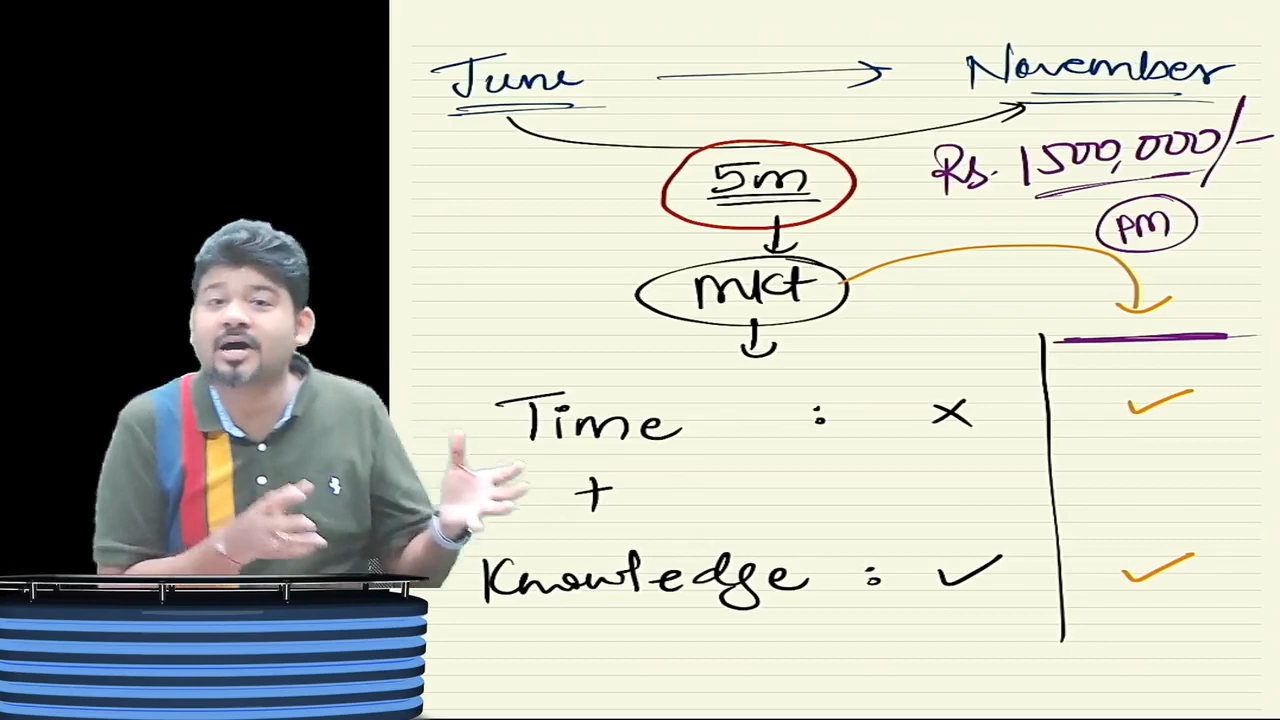 June → November
5m
Rs. 1500,000/-
PM
mkt
Time : ×
+
Knowledge : ✓